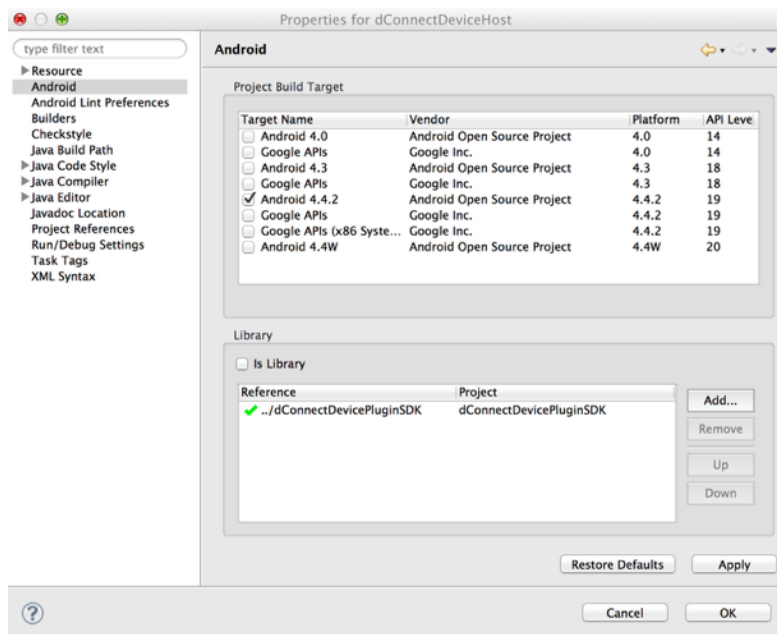 Properties for dConnectDeviceHost
type filter text
Resource
Android
Android Lint Preferences
Builders
Checkstyle
Java Build Path
Java Code Style
Java Compiler
Java Editor
Javadoc Location
Project References
Run/Debug Settings
Task Tags
XML Syntax
Android
Project Build Target
Target Name Vendor Platform API Leve
Android 4.0 Android Open Source Project 4.0 14
Google APIs Google Inc. 4.0 14
Android 4.3 Android Open Source Project 4.3 18
Google APIs Google Inc. 4.3 18
Android 4.4.2 Android Open Source Project 4.4.2 19
Google APIs Google Inc. 4.4.2 19
Google APIs (x86 Syste... Google Inc. 4.4.2 19
Android 4.4W Android Open Source Project 4.4W 20
Library
Is Library
Reference Project
../dConnectDevicePluginSDK dConnectDevicePluginSDK
Add...
Remove
Up
Down
Restore Defaults Apply
? Cancel OK